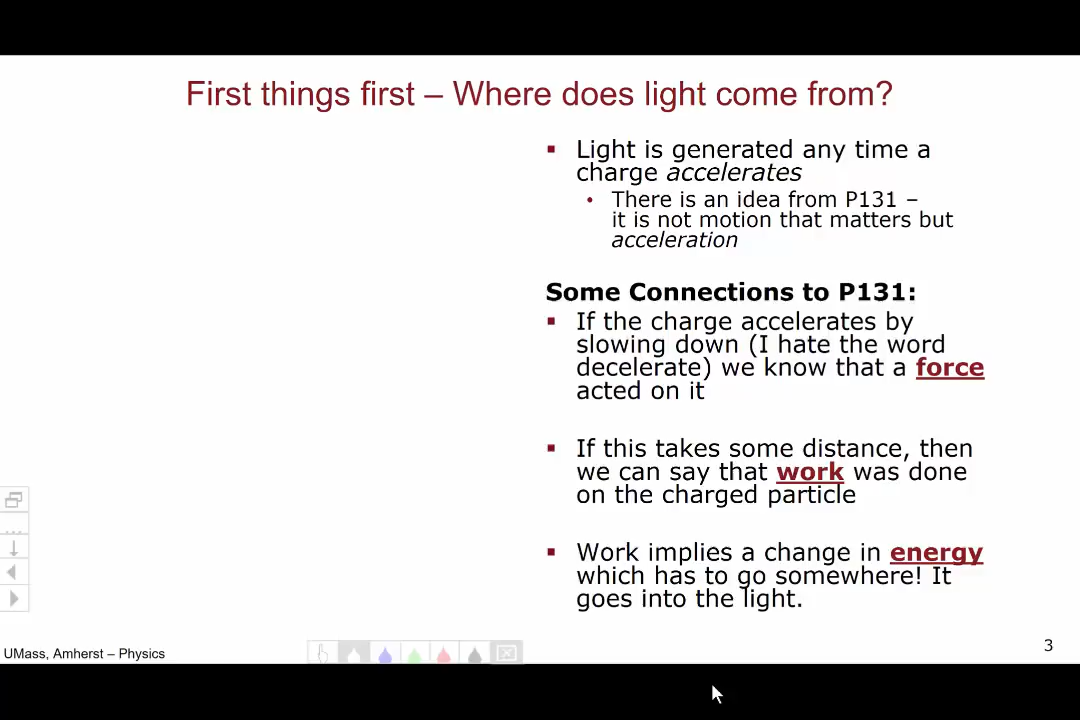 First things first – Where does light come from?
▪ Light is generated any time a
charge accelerates
• There is an idea from P131 –
it is not motion that matters but
acceleration
Some Connections to P131:
▪ If the charge accelerates by
slowing down (I hate the word
decelerate) we know that a force
acted on it
▪ If this takes some distance, then
we can say that work was done
on the charged particle
▪ Work implies a change in energy
which has to go somewhere! It
goes into the light.
UMass, Amherst – Physics
3